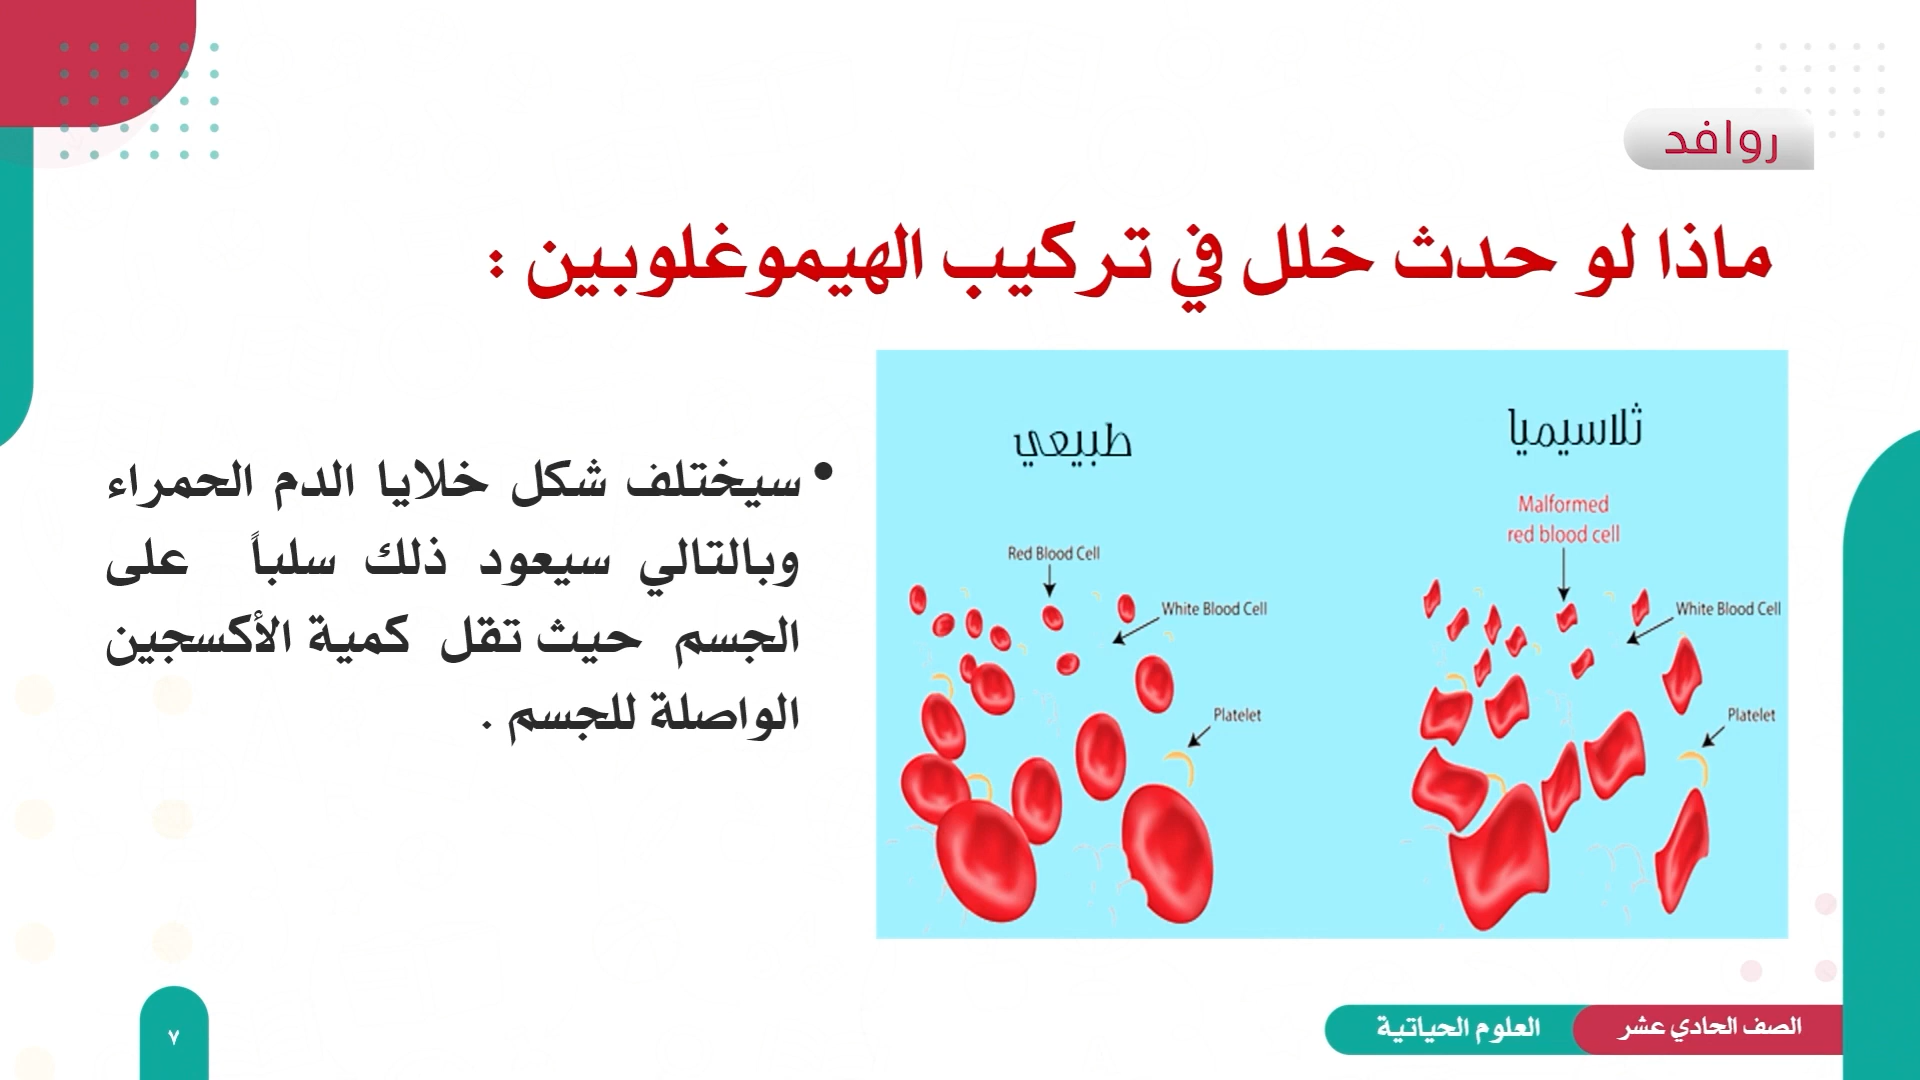 روافد
ماذا لو حدث خلل في تركيب الهيموغلوبين :
ثلاسيميا
Malformed
red blood cell
White Blood Cell
Platelet
طبيعي
Red Blood Cell
White Blood Cell
Platelet
• سيختلف شكل خلايا الدم الحمراء
وبالتالي سيعود ذلك سلباً على
الجسم حيث تقل كمية الأكسجين
الواصلة للجسم .
الصف الحادي عشر
العلوم الحياتية
٧